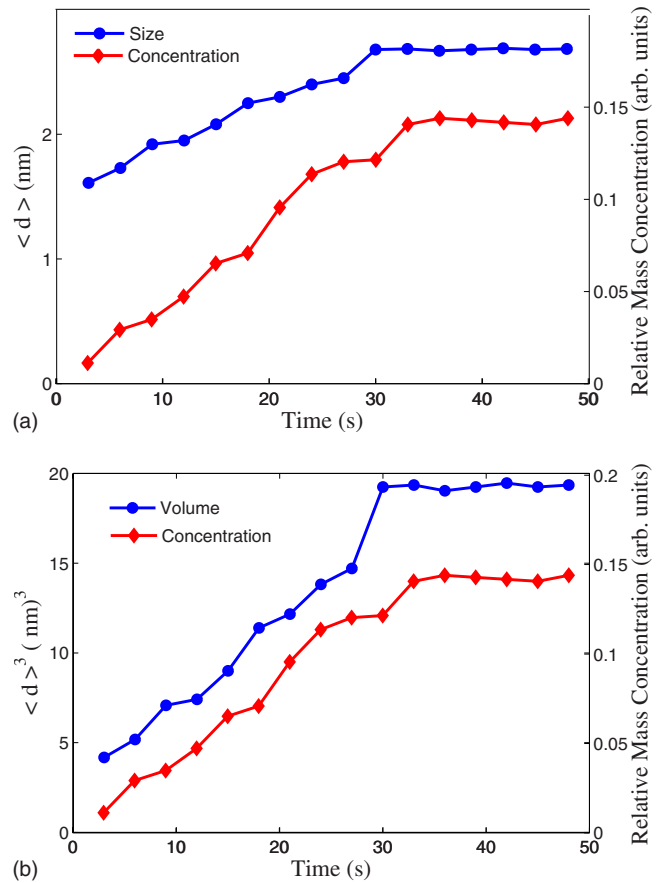 Size
Concentration
2
1
0
< d > (nm)
0.15
0.1
0.05
0
Relative Mass Concentration (arb. units)
0 10 20 30 40 50
(a) Time (s)
20
15
10
5
0
Volume
Concentration
< d >³ ( nm)³
0.2
0.15
0.1
0.05
0
Relative Mass Concentration (arb. units)
0 10 20 30 40 50
(b) Time (s)